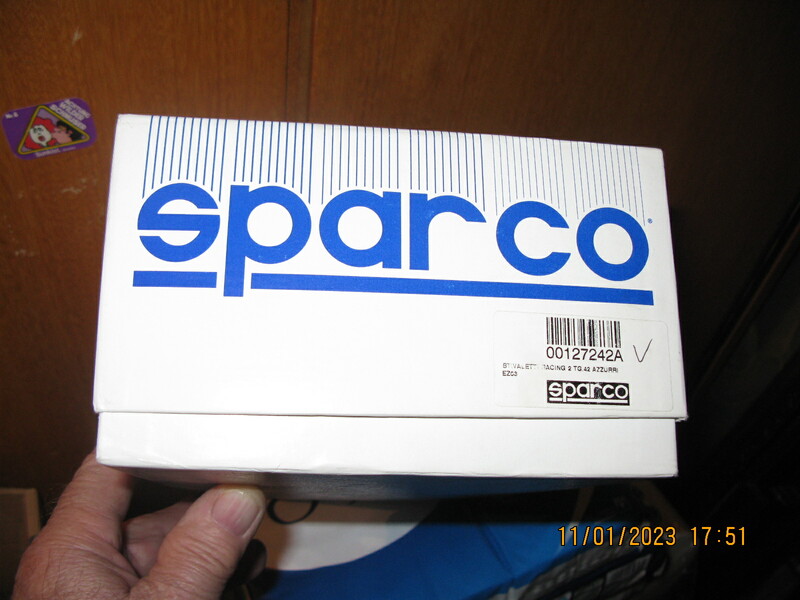 sparco
00127242A
STIVALETTI RACING 2 TG.42 AZZURRI
EZ03
sparco
11/01/2023 17:51